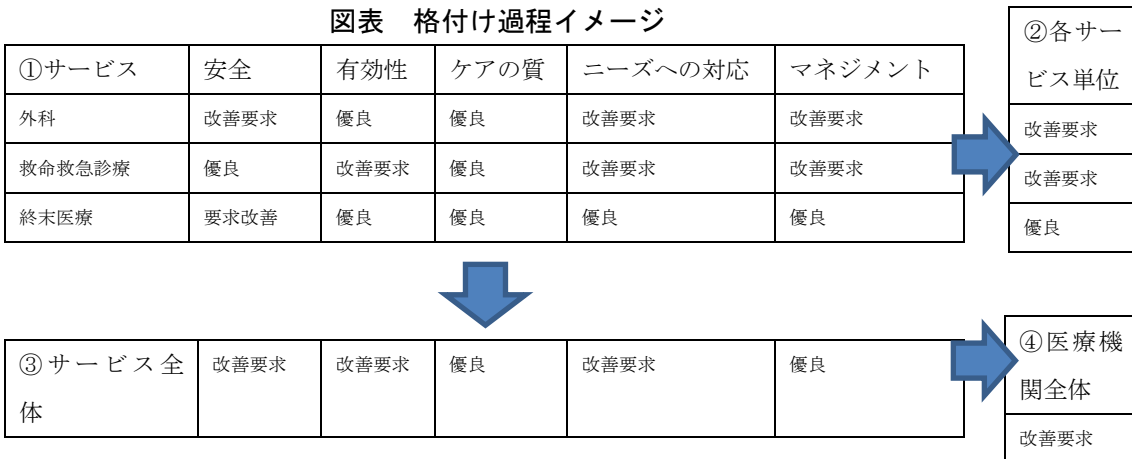 図表　格付け過程イメージ
①サービス 安全 有効性 ケアの質 ニーズへの対応 マネジメント
外科 改善要求 優良 優良 改善要求 改善要求
救命救急診療 優良 改善要求 優良 改善要求 改善要求
終末医療 要求改善 優良 優良 優良 優良
②各サー
ビス単位
改善要求
改善要求
優良
③サービス全
体
改善要求 改善要求 優良 改善要求 優良
④医療機
関全体
改善要求